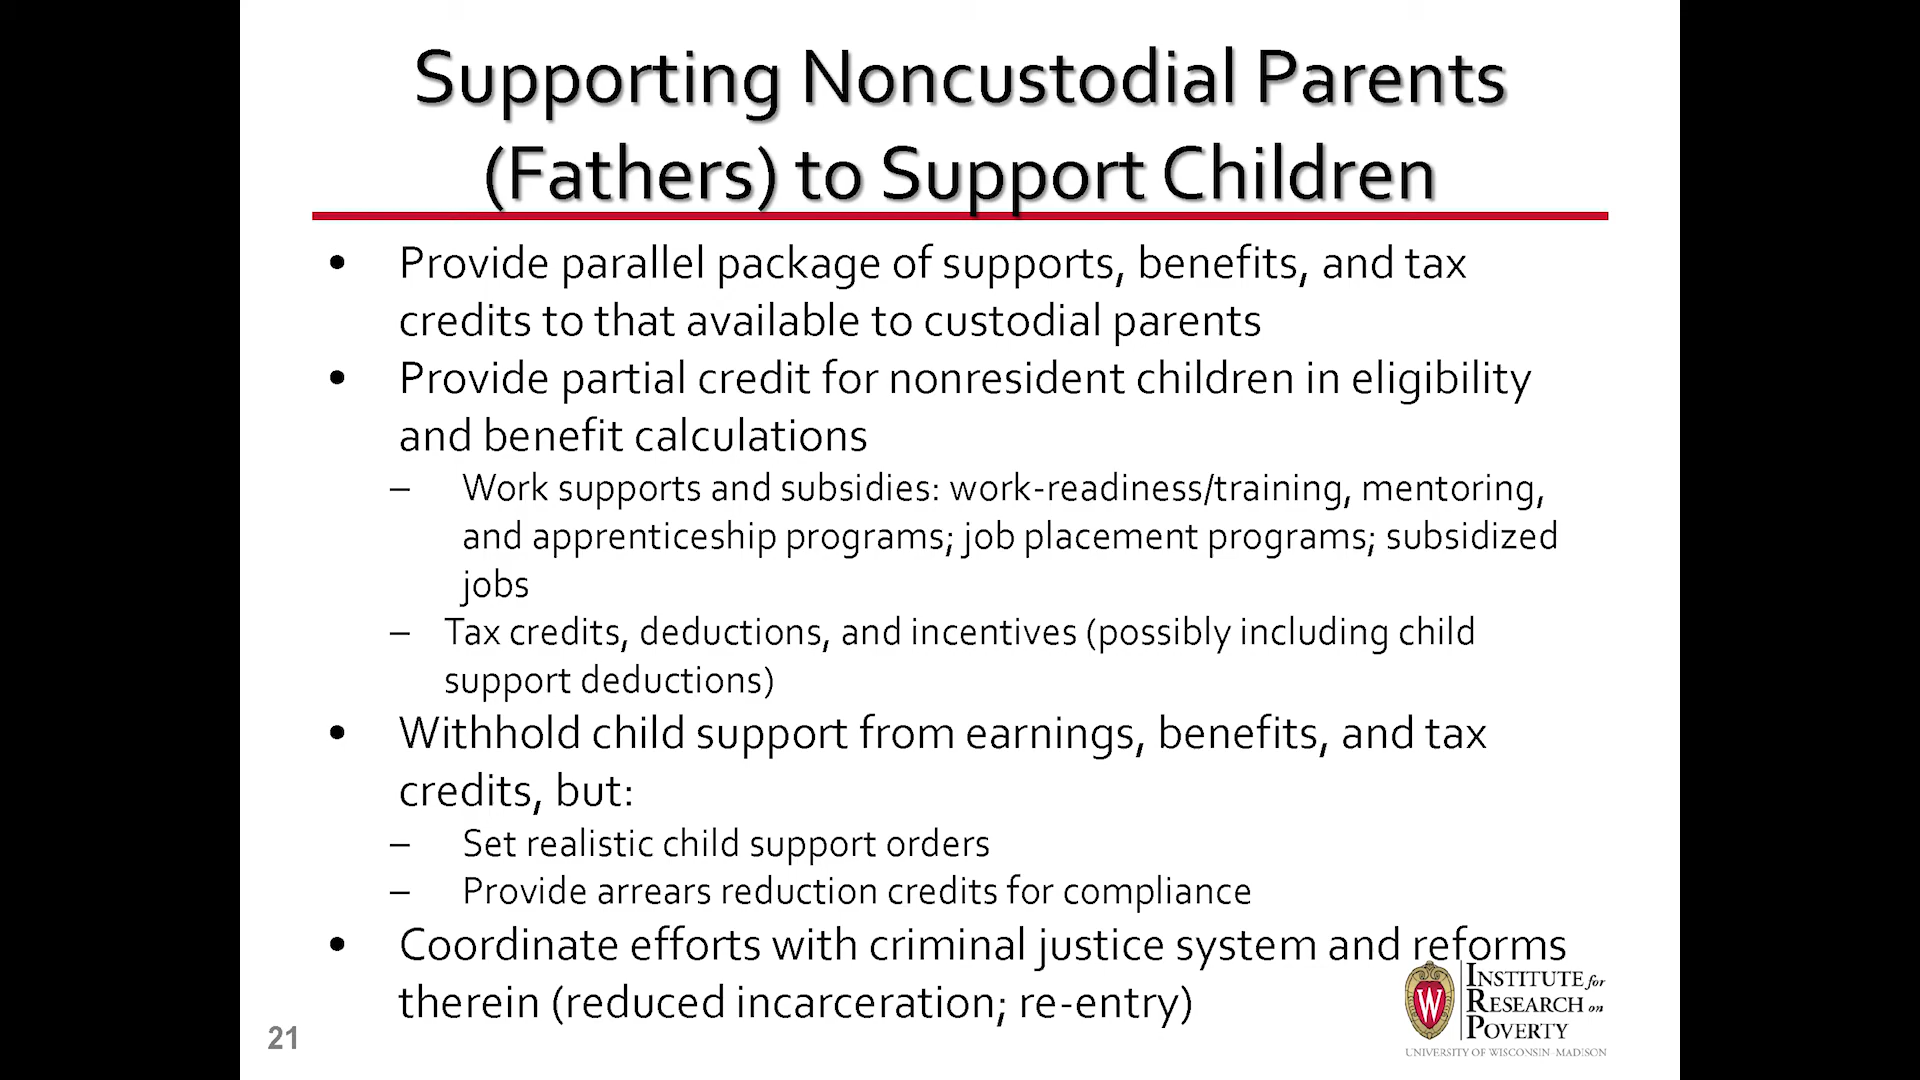 Supporting Noncustodial Parents
(Fathers) to Support Children
• Provide parallel package of supports, benefits, and tax
credits to that available to custodial parents
• Provide partial credit for nonresident children in eligibility
and benefit calculations
– Work supports and subsidies: work-readiness/training, mentoring,
and apprenticeship programs; job placement programs; subsidized
jobs
– Tax credits, deductions, and incentives (possibly including child
support deductions)
• Withhold child support from earnings, benefits, and tax
credits, but:
– Set realistic child support orders
– Provide arrears reduction credits for compliance
• Coordinate efforts with criminal justice system and reforms
therein (reduced incarceration; re-entry)
21
W
INSTITUTE for
RESEARCH on
POVERTY
UNIVERSITY OF WISCONSIN–MADISON